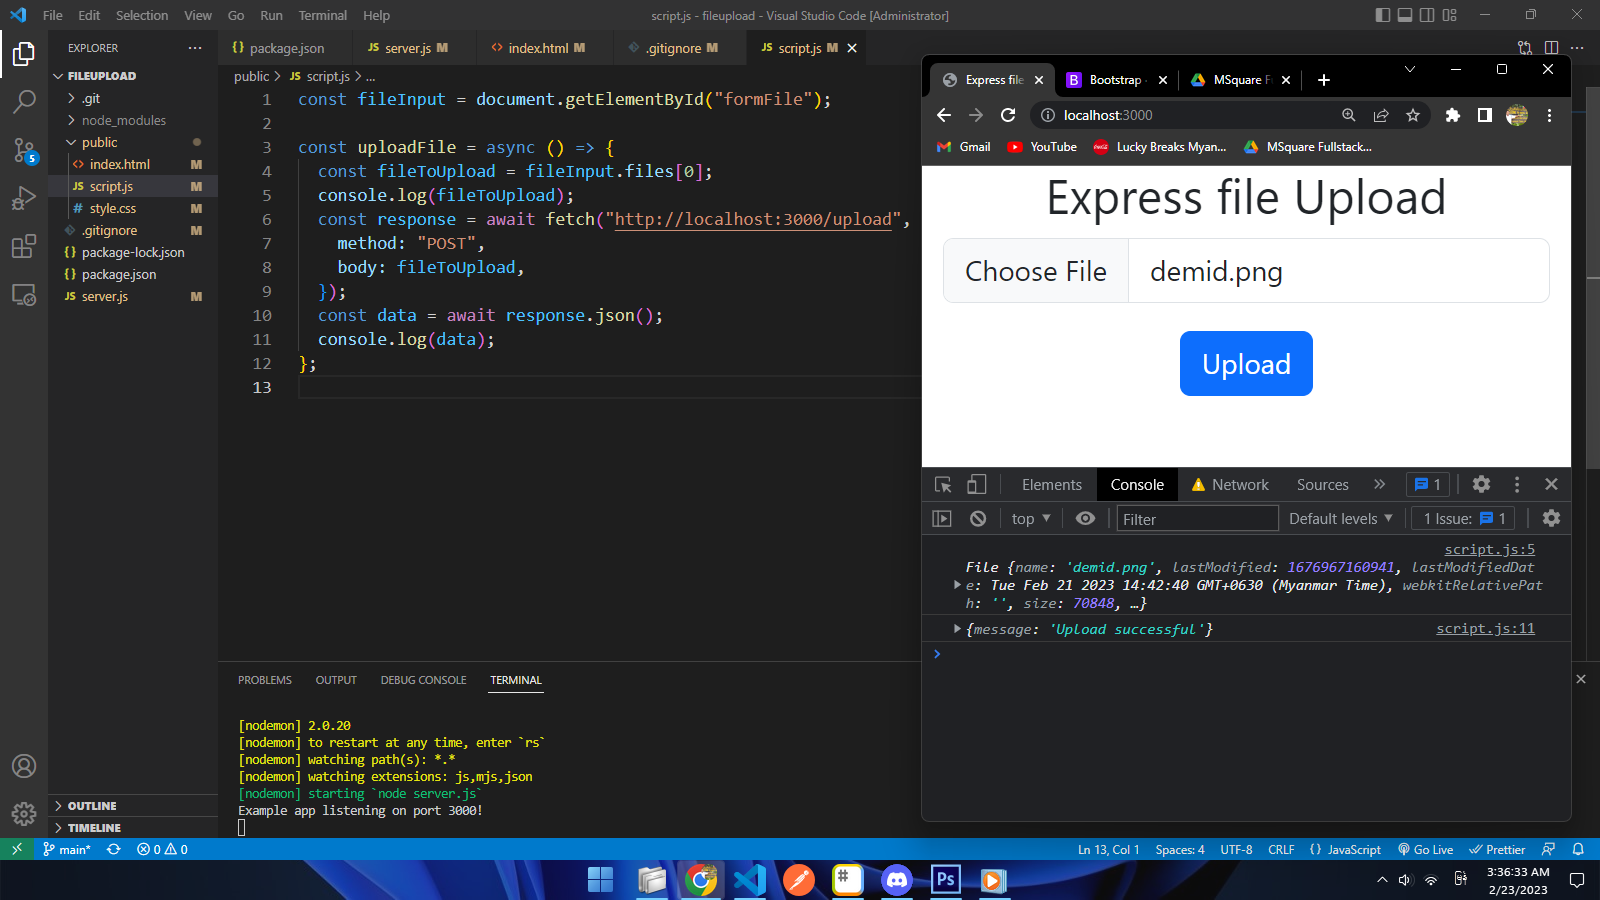 File Edit Selection View Go Run Terminal Help script.js - fileupload - Visual Studio Code [Administrator]
EXPLORER
FILEUPLOAD
.git
node_modules
public
index.html M
JS script.js M
# style.css M
.gitignore M
{} package-lock.json
{} package.json
JS server.js M
OUTLINE
TIMELINE
5
{} package.json JS server.js M <> index.html M .gitignore M JS script.js M
public > JS script.js > ...
1 const fileInput = document.getElementById("formFile");
2
3 const uploadFile = async () => {
4 const fileToUpload = fileInput.files[0];
5 console.log(fileToUpload);
6 const response = await fetch("http://localhost:3000/upload",
7 method: "POST",
8 body: fileToUpload,
9 });
10 const data = await response.json();
11 console.log(data);
12 };
13
PROBLEMS OUTPUT DEBUG CONSOLE TERMINAL
[nodemon] 2.0.20
[nodemon] to restart at any time, enter `rs`
[nodemon] watching path(s): *.*
[nodemon] watching extensions: js,mjs,json
[nodemon] starting `node server.js`
Example app listening on port 3000!
Express file Bootstrap MSquare F
localhost:3000
Gmail YouTube Lucky Breaks Myan... MSquare Fullstack...
Express file Upload
Choose File demid.png
Upload
Elements Console Network Sources 1
top Filter Default levels 1 Issue: 1
script.js:5
File {name: 'demid.png', lastModified: 1676967160941, lastModifiedDat
e: Tue Feb 21 2023 14:42:40 GMT+0630 (Myanmar Time), webkitRelativePat
h: '', size: 70848, …}
{message: 'Upload successful'} script.js:11
main* 0 0 Ln 13, Col 1 Spaces: 4 UTF-8 CRLF {} JavaScript Go Live Prettier
# Ps
3:36:33 AM
2/23/2023